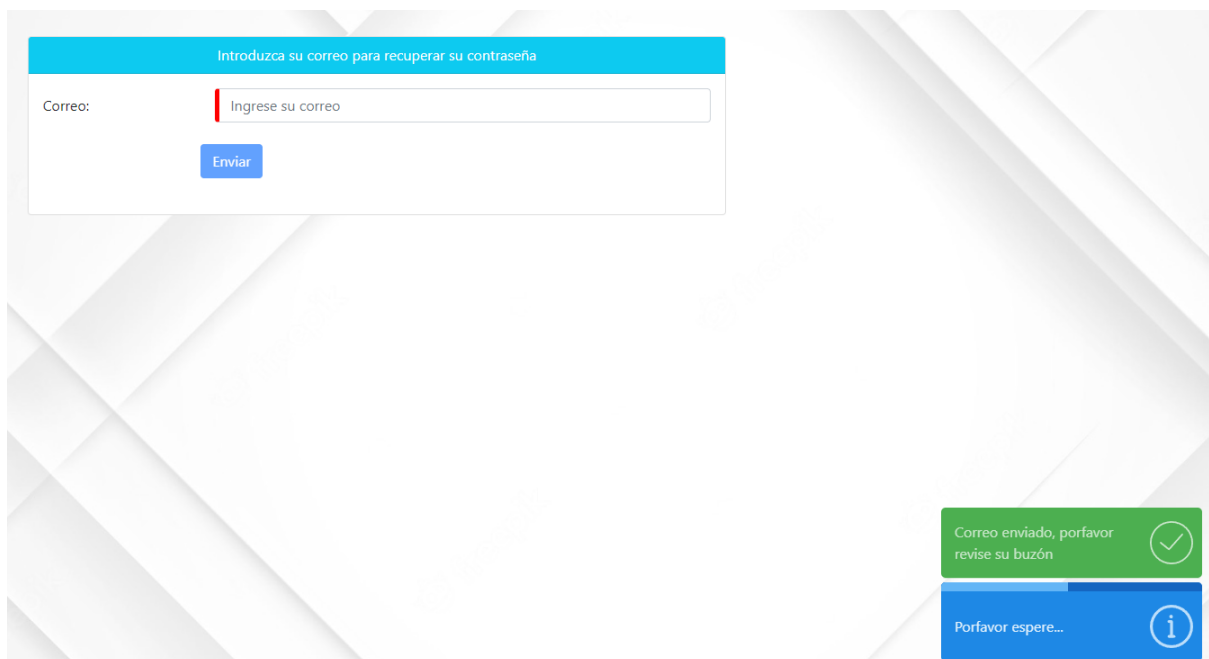 Introduzca su correo para recuperar su contraseña
Correo:
Ingrese su correo
Enviar
Correo enviado, porfavor
revise su buzón
Porfavor espere...